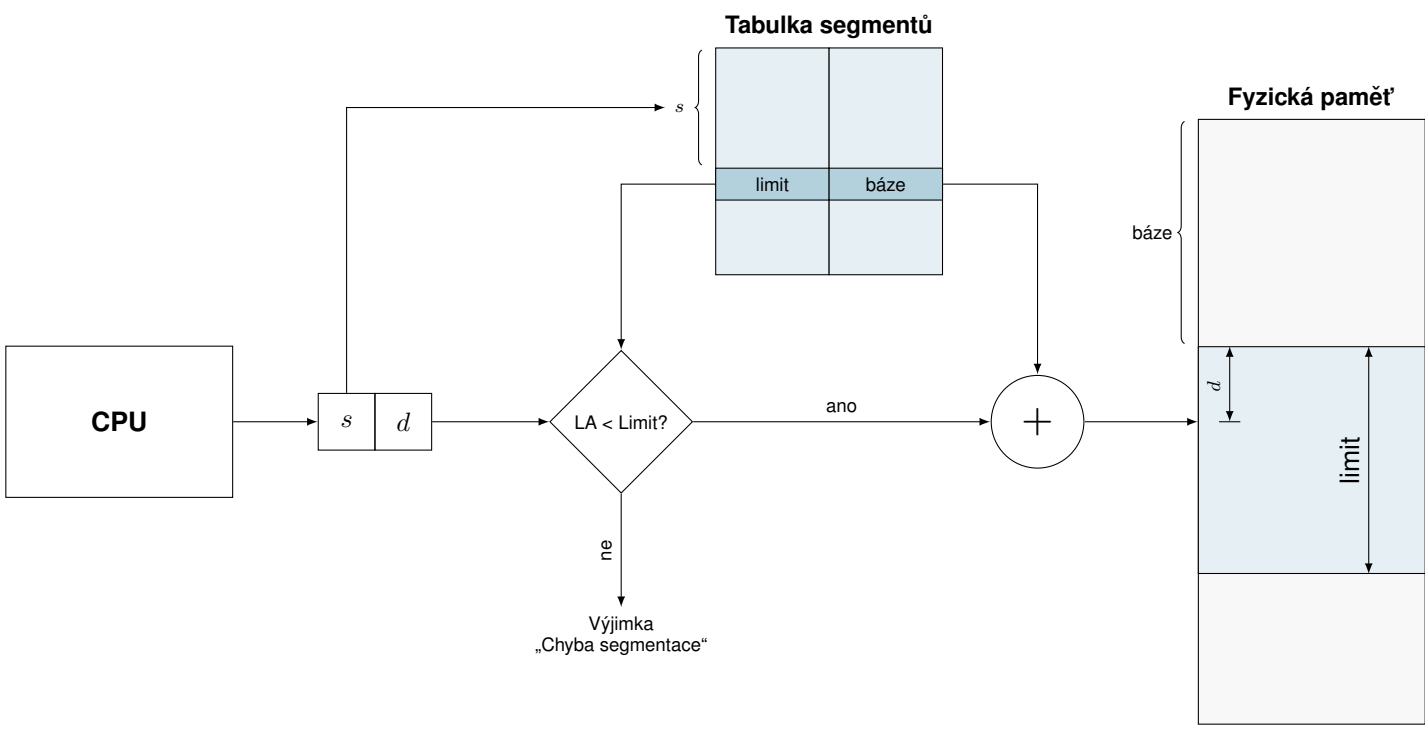 Tabulka segmentů
Fyzická paměť
s
limit
báze
báze
CPU
s
d
LA < Limit?
ano
+
d
limit
ne
Výjimka
„Chyba segmentace“